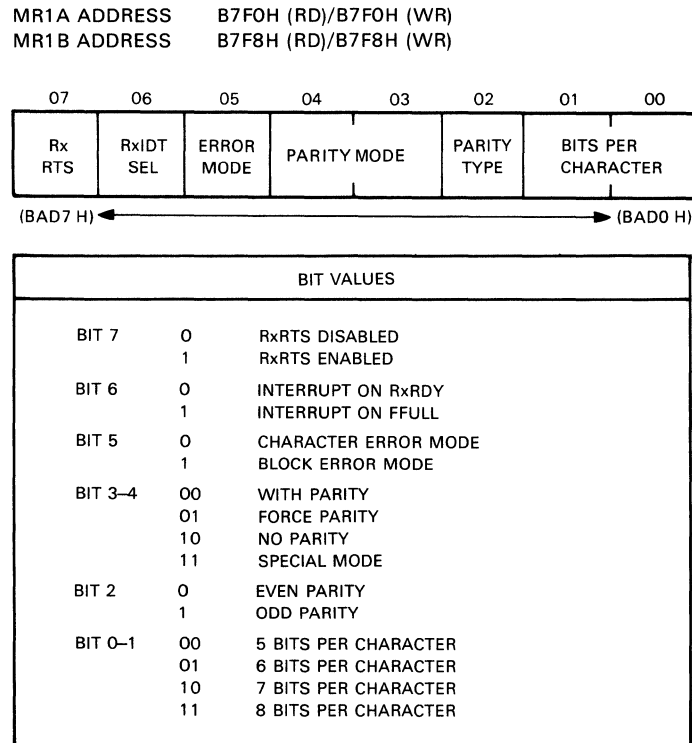 MR1A ADDRESS B7F0H (RD)/B7F0H (WR)
MR1B ADDRESS B7F8H (RD)/B7F8H (WR)
07 06 05 04 03 02 01 00
Rx RTS RxIDT SEL ERROR MODE PARITY MODE PARITY TYPE BITS PER CHARACTER
(BAD7 H) (BAD0 H)
BIT VALUES
BIT 7 0 RxRTS DISABLED
1 RxRTS ENABLED
BIT 6 0 INTERRUPT ON RxRDY
1 INTERRUPT ON FFULL
BIT 5 0 CHARACTER ERROR MODE
1 BLOCK ERROR MODE
BIT 3–4 00 WITH PARITY
01 FORCE PARITY
10 NO PARITY
11 SPECIAL MODE
BIT 2 0 EVEN PARITY
1 ODD PARITY
BIT 0–1 00 5 BITS PER CHARACTER
01 6 BITS PER CHARACTER
10 7 BITS PER CHARACTER
11 8 BITS PER CHARACTER